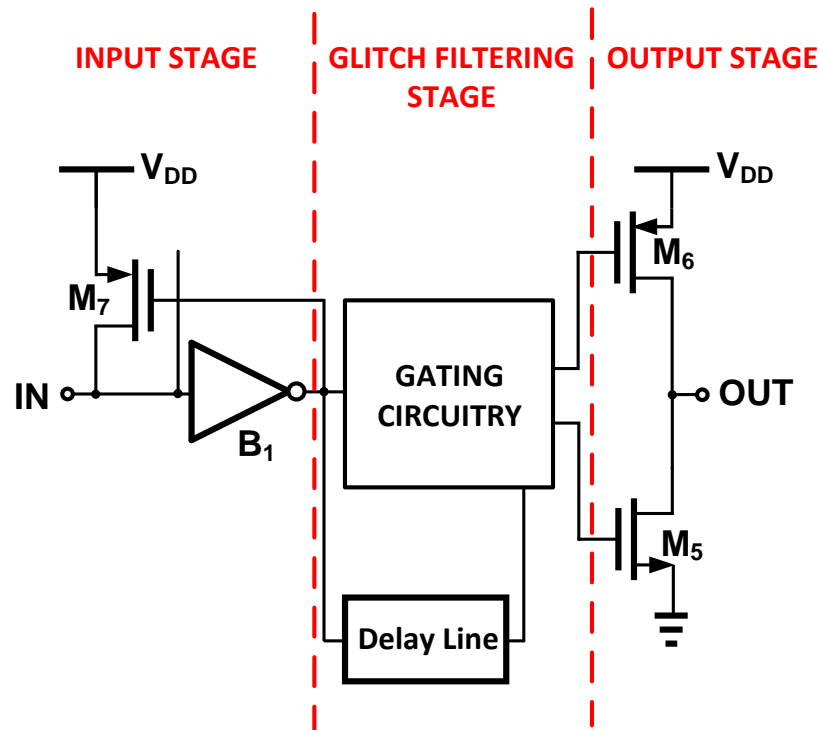 INPUT STAGE
GLITCH FILTERING
STAGE
OUTPUT STAGE
VDD
VDD
M7
M6
IN
B1
GATING
CIRCUITRY
OUT
M5
Delay Line